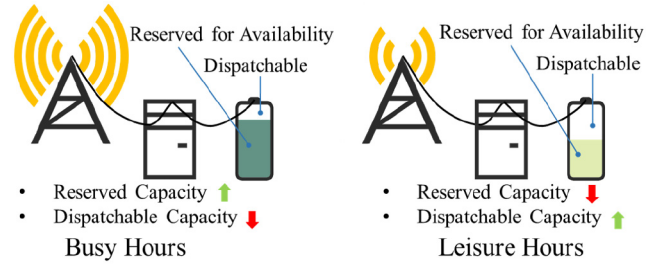 Reserved for Availability
Dispatchable
• Reserved Capacity
• Dispatchable Capacity
Busy Hours
Reserved for Availability
Dispatchable
• Reserved Capacity
• Dispatchable Capacity
Leisure Hours